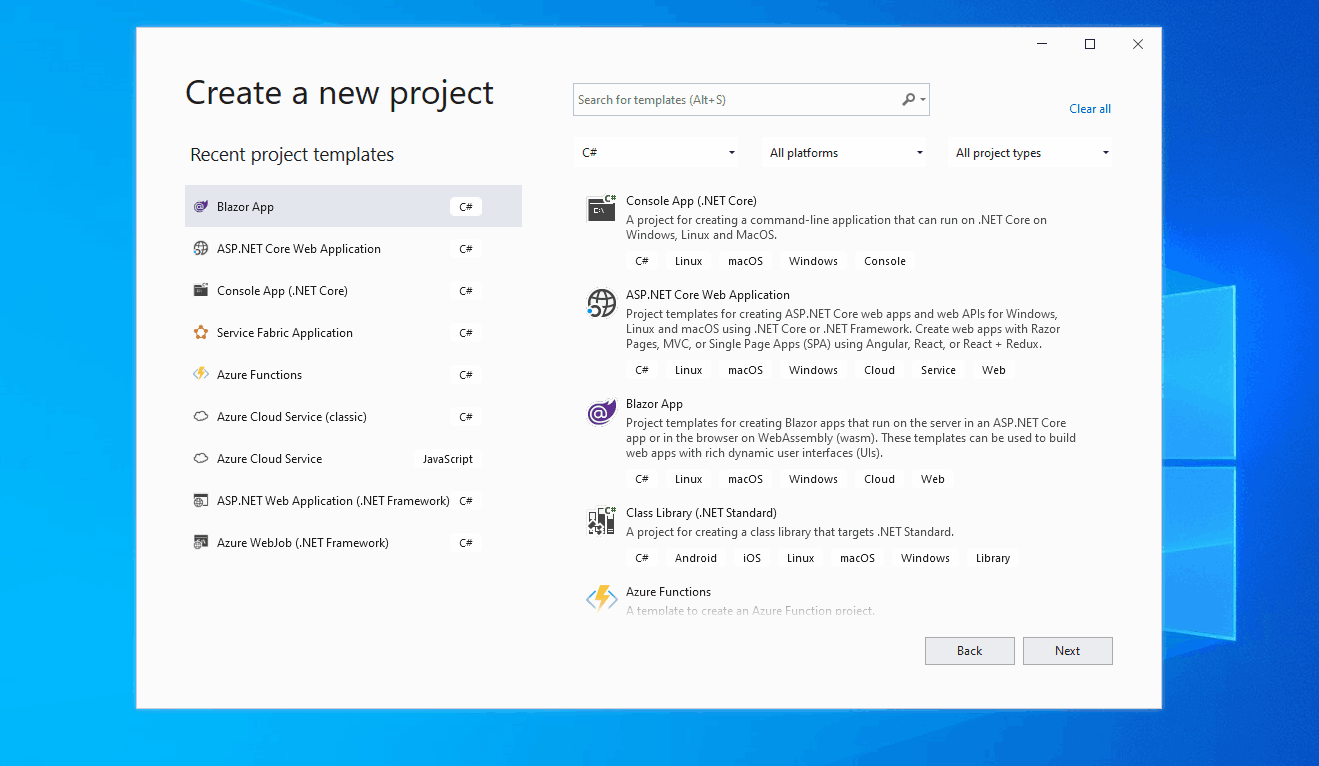 Create a new project
Search for templates (Alt+S)
Clear all
Recent project templates
C#
All platforms
All project types
Blazor App C#
ASP.NET Core Web Application C#
Console App (.NET Core) C#
Service Fabric Application C#
Azure Functions C#
Azure Cloud Service (classic) C#
Azure Cloud Service JavaScript
ASP.NET Web Application (.NET Framework) C#
Azure WebJob (.NET Framework) C#
Console App (.NET Core)
A project for creating a command-line application that can run on .NET Core on
Windows, Linux and MacOS.
C# Linux macOS Windows Console
ASP.NET Core Web Application
Project templates for creating ASP.NET Core web apps and web APIs for Windows,
Linux and macOS using .NET Core or .NET Framework. Create web apps with Razor
Pages, MVC, or Single Page Apps (SPA) using Angular, React, or React + Redux.
C# Linux macOS Windows Cloud Service Web
Blazor App
Project templates for creating Blazor apps that run on the server in an ASP.NET Core
app or in the browser on WebAssembly (wasm). These templates can be used to build
web apps with rich dynamic user interfaces (UIs).
C# Linux macOS Windows Cloud Web
Class Library (.NET Standard)
A project for creating a class library that targets .NET Standard.
C# Android iOS Linux macOS Windows Library
Azure Functions
A template to create an Azure Function project.
Back
Next